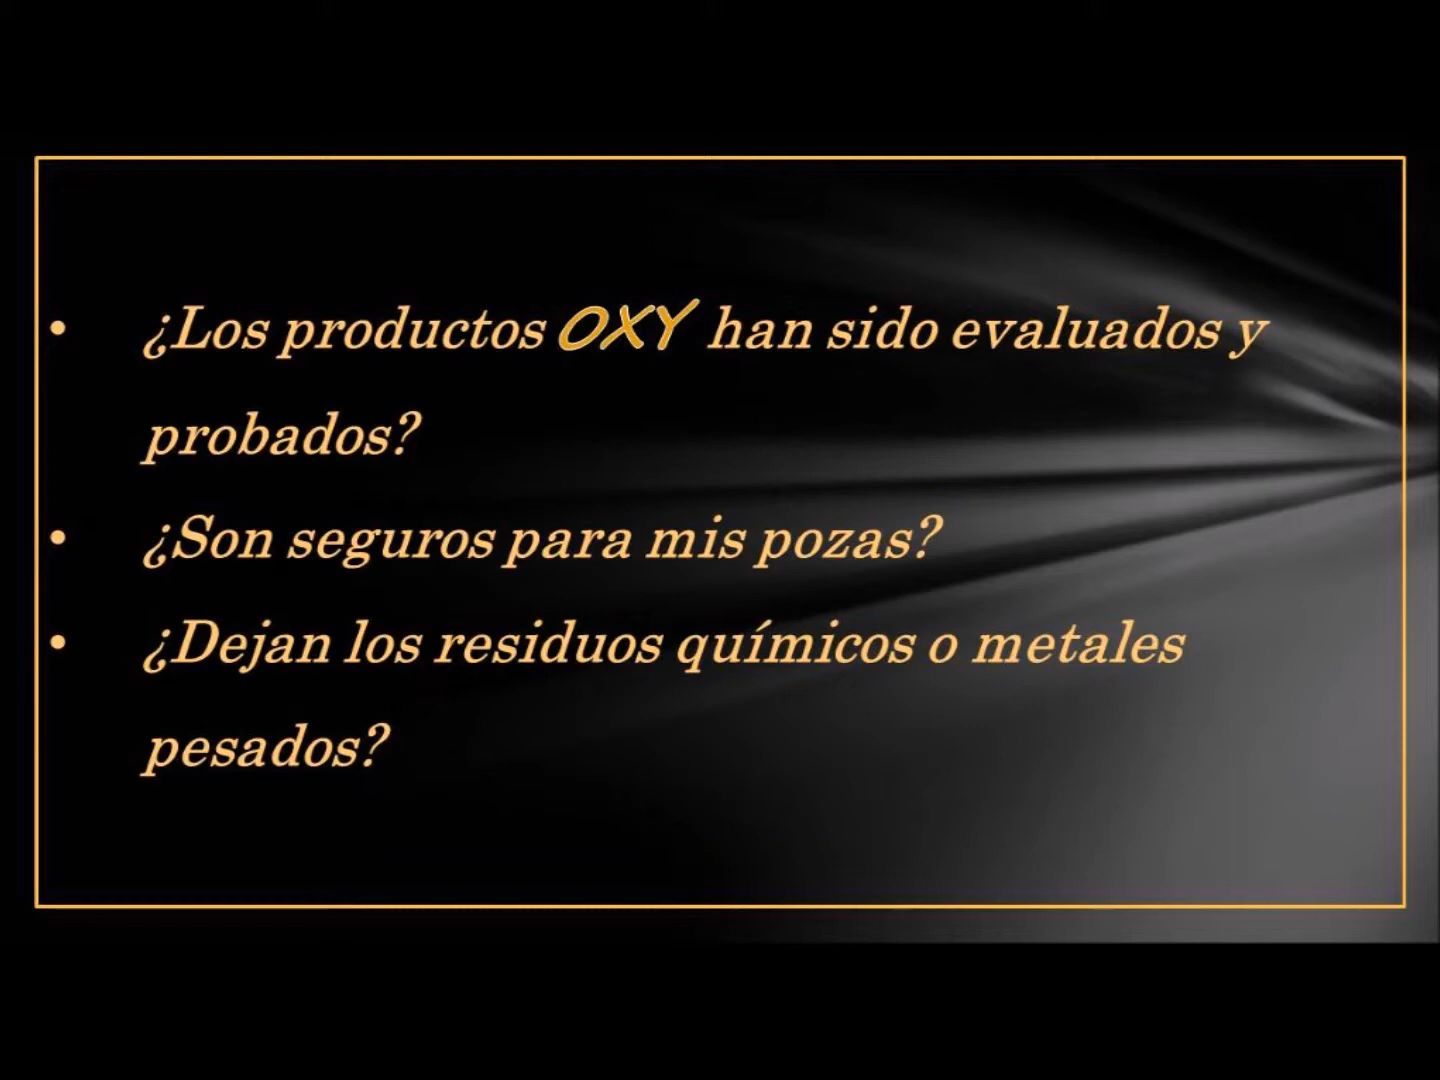 • ¿Los productos OXY han sido evaluados y
probados?
• ¿Son seguros para mis pozas?
• ¿Dejan los residuos químicos o metales
pesados?